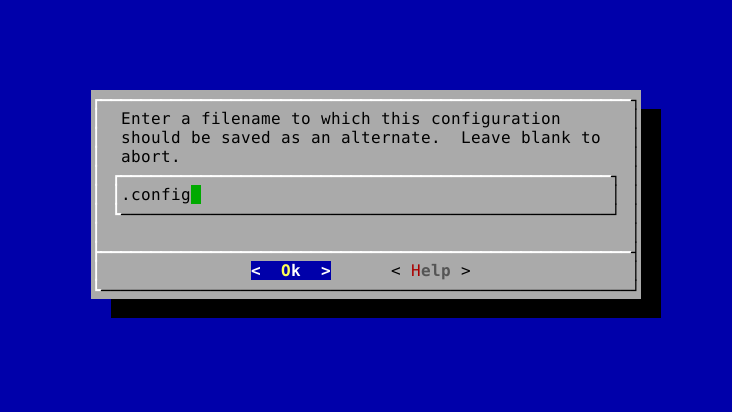 Enter a filename to which this configuration
should be saved as an alternate.  Leave blank to
abort.
.config
<  Ok  > < Help >